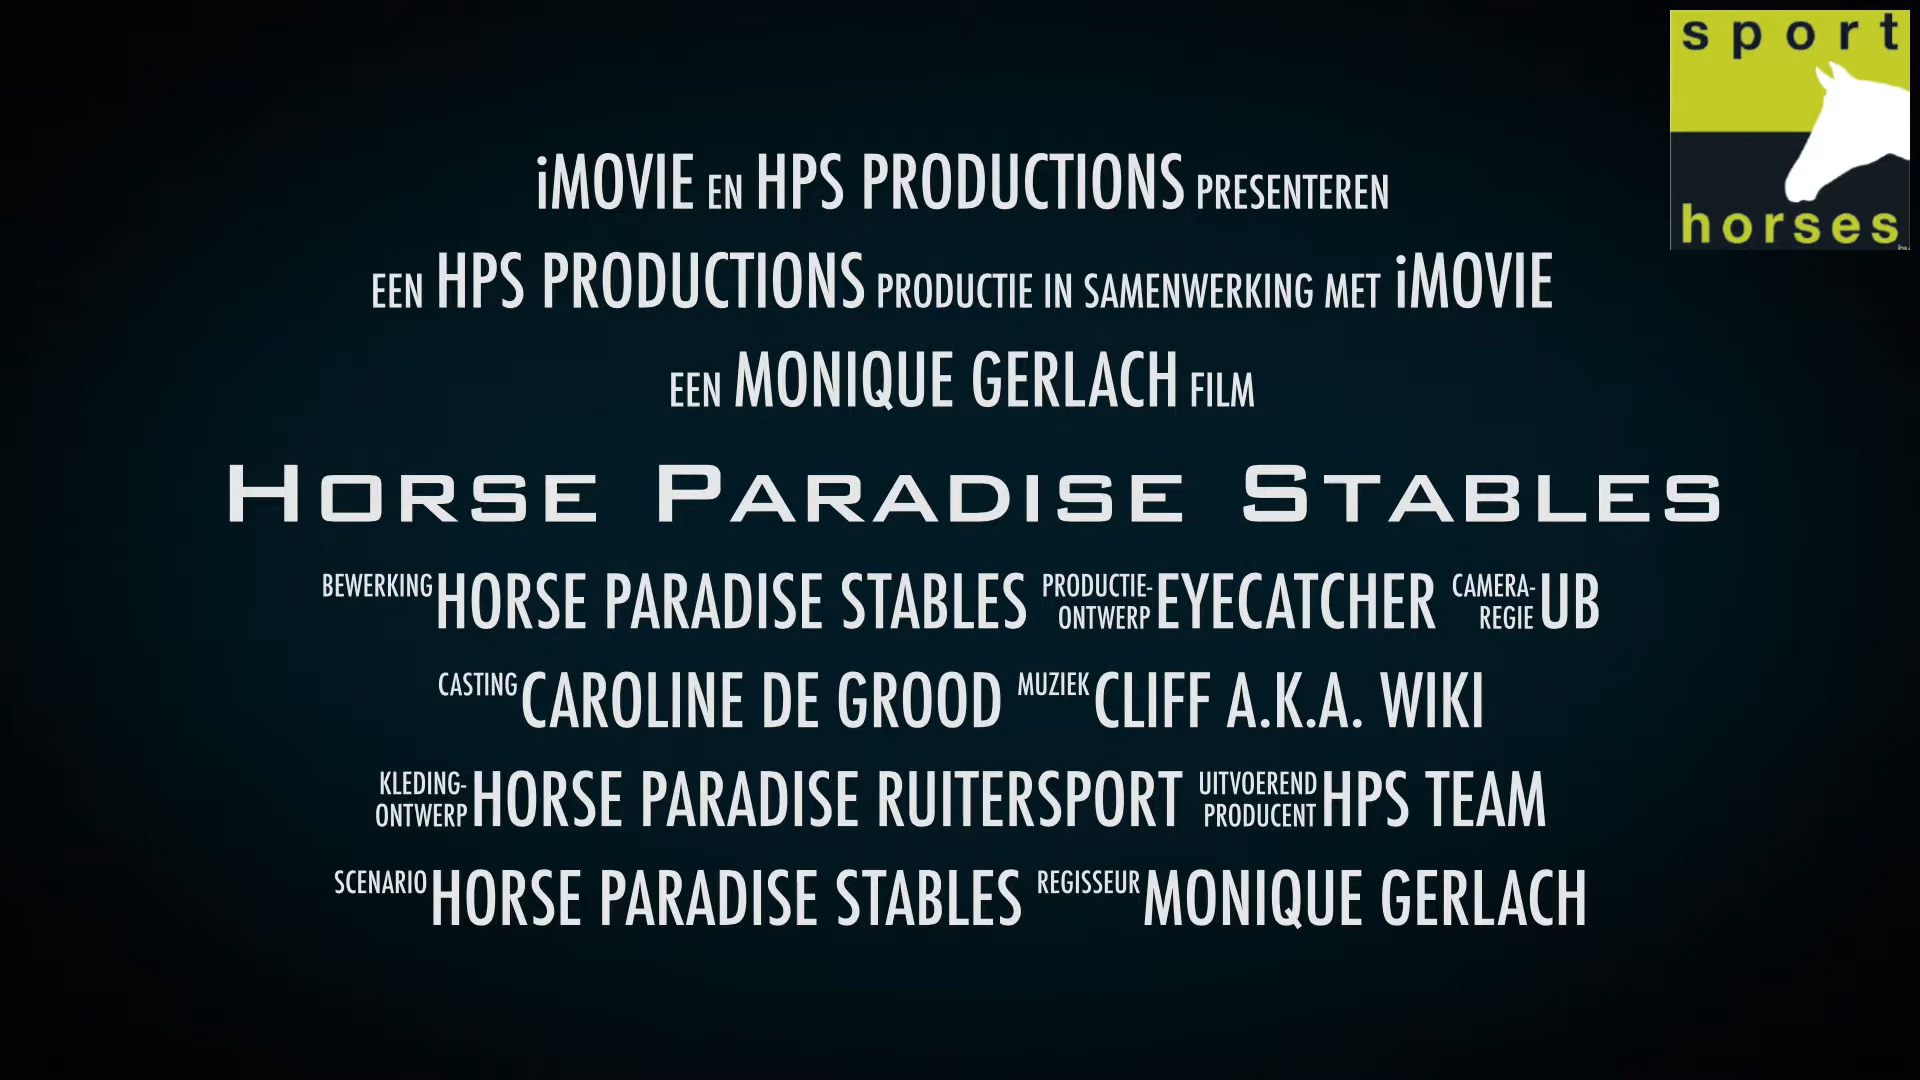 sport
horses
iMOVIE EN HPS PRODUCTIONS PRESENTEREN
EEN HPS PRODUCTIONS PRODUCTIE IN SAMENWERKING MET iMOVIE
EEN MONIQUE GERLACH FILM
HORSE PARADISE STABLES
BEWERKING HORSE PARADISE STABLES PRODUCTIE-ONTWERP EYECATCHER CAMERA-REGIE UB
CASTING CAROLINE DE GROOD MUZIEK CLIFF A.K.A. WIKI
KLEDING-ONTWERP HORSE PARADISE RUITERSPORT UITVOEREND PRODUCENT HPS TEAM
SCENARIO HORSE PARADISE STABLES REGISSEUR MONIQUE GERLACH